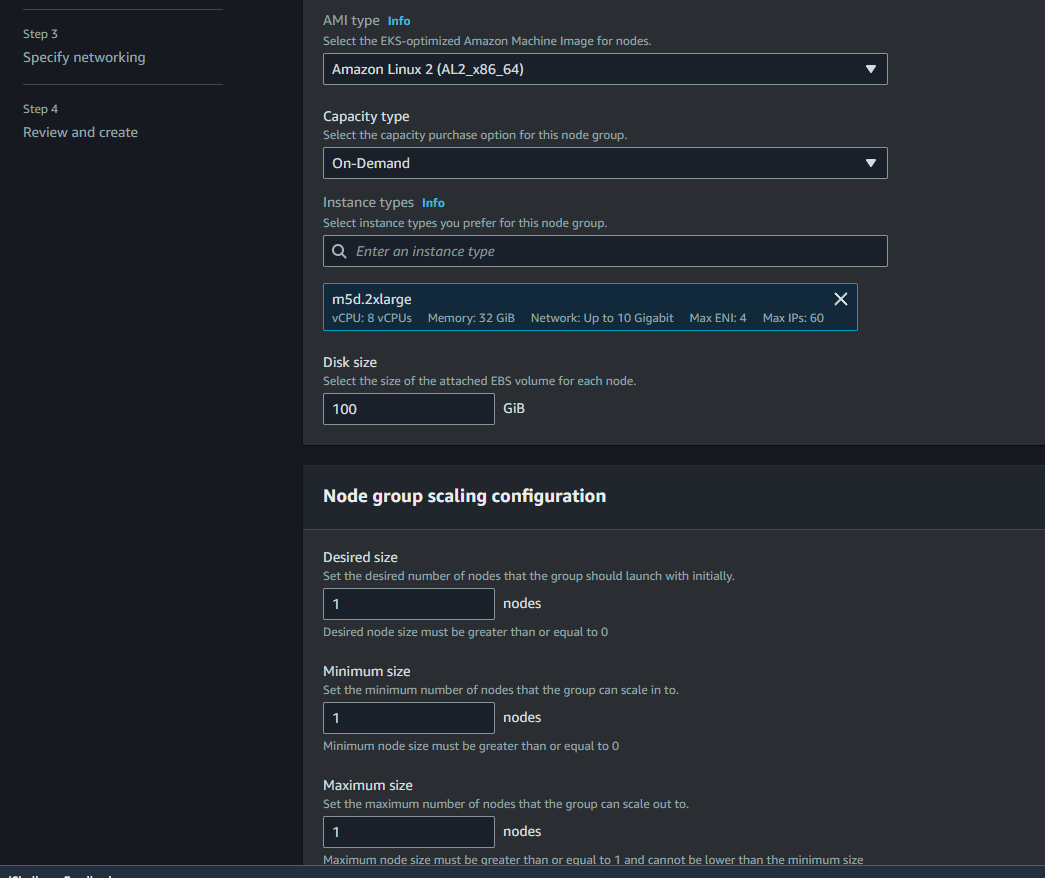 Step 3
Specify networking
Step 4
Review and create
AMI type Info
Select the EKS-optimized Amazon Machine Image for nodes.
Amazon Linux 2 (AL2_x86_64)
Capacity type
Select the capacity purchase option for this node group.
On-Demand
Instance types Info
Select instance types you prefer for this node group.
Enter an instance type
m5d.2xlarge
vCPU: 8 vCPUs Memory: 32 GiB Network: Up to 10 Gigabit Max ENI: 4 Max IPs: 60
Disk size
Select the size of the attached EBS volume for each node.
100 GiB
Node group scaling configuration
Desired size
Set the desired number of nodes that the group should launch with initially.
1 nodes
Desired node size must be greater than or equal to 0
Minimum size
Set the minimum number of nodes that the group can scale in to.
1 nodes
Minimum node size must be greater than or equal to 0
Maximum size
Set the maximum number of nodes that the group can scale out to.
1 nodes
Maximum node size must be greater than or equal to 1 and cannot be lower than the minimum size